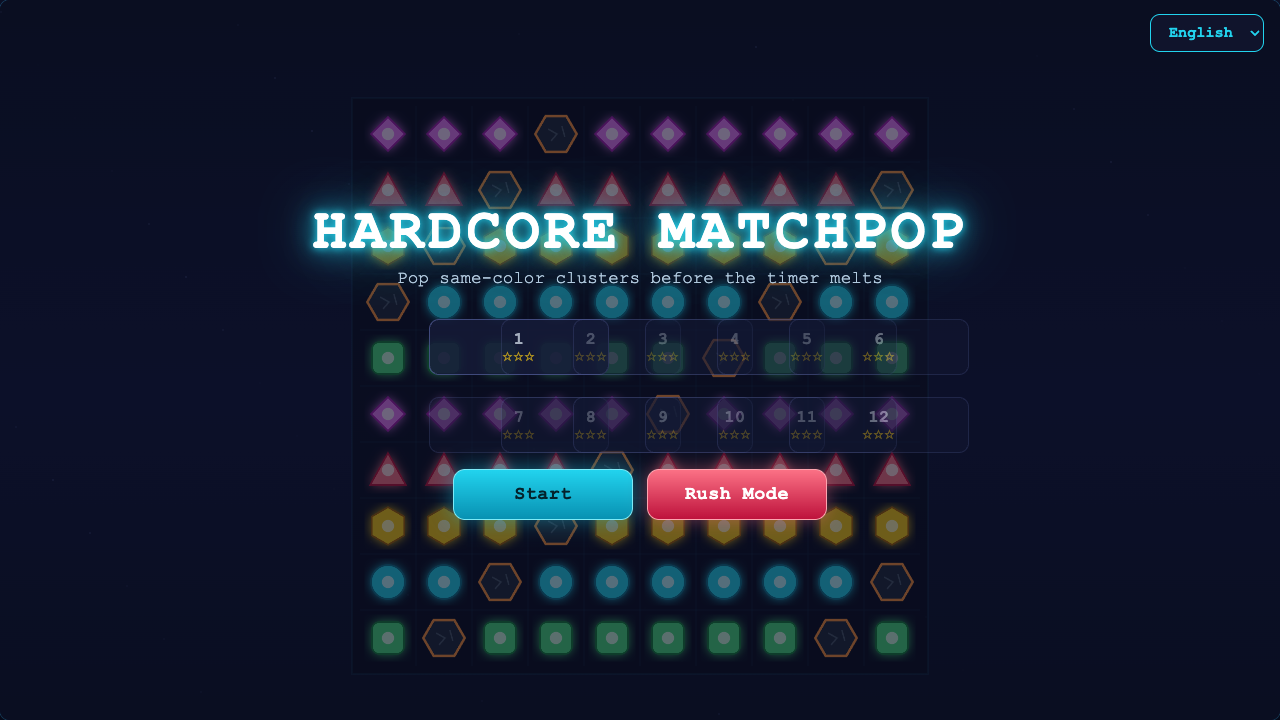 English
HARDCORE MATCHPOP
Pop same-color clusters before the timer melts
1 2 3 4 5 6
☆☆☆ ☆☆☆ ☆☆☆ ☆☆☆ ☆☆☆ ☆☆☆
7 8 9 10 11 12
☆☆☆ ☆☆☆ ☆☆☆ ☆☆☆ ☆☆☆ ☆☆☆
Start Rush Mode